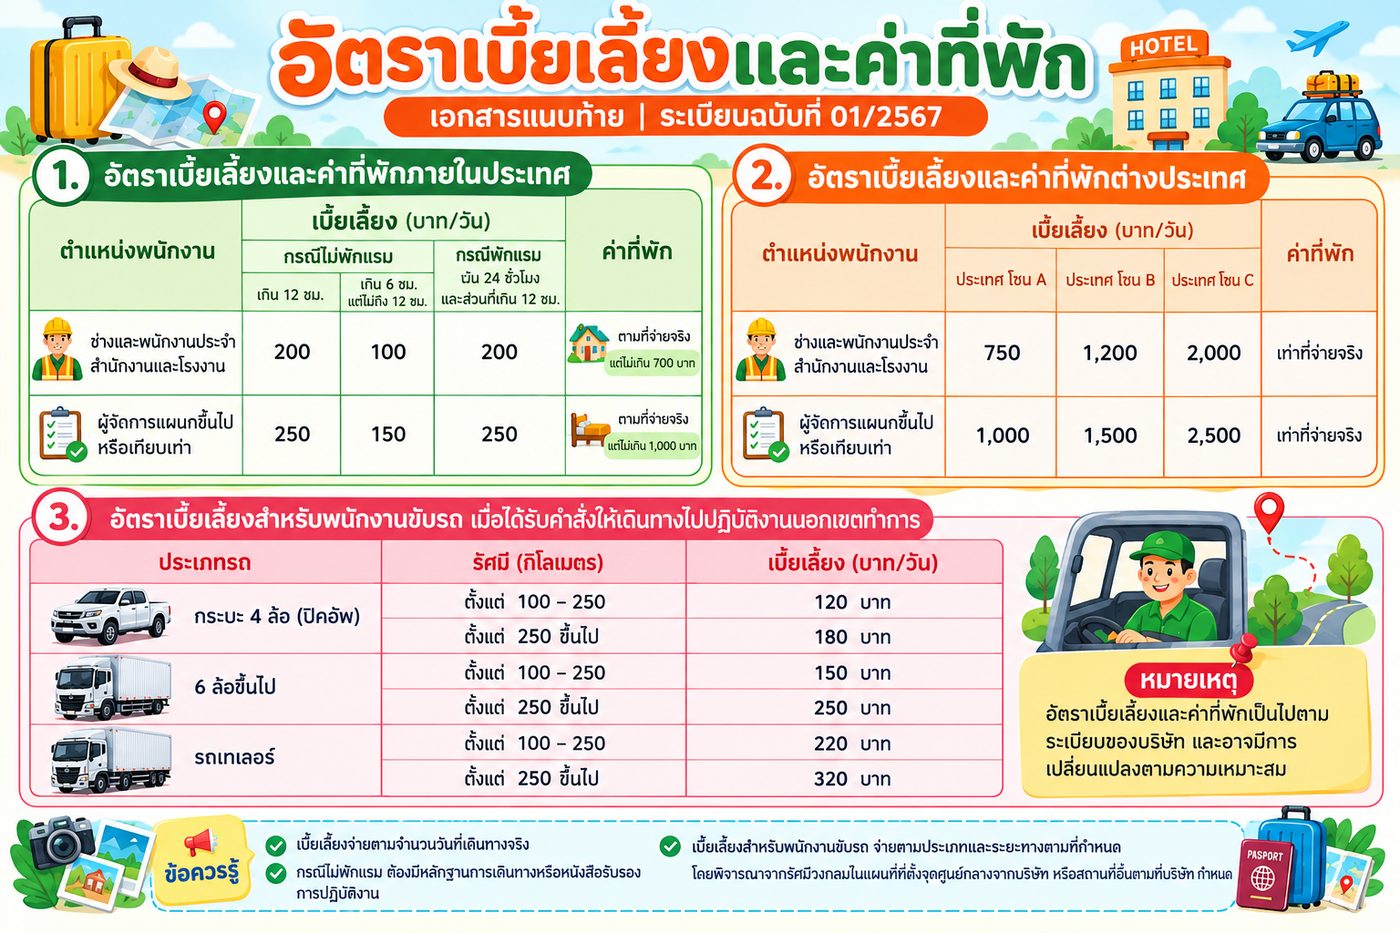 อัตราเบี้ยเลี้ยงและค่าที่พัก
เอกสารแนบท้าย | ระเบียนฉบับที่ 01/2567
HOTEL
1. อัตราเบี้ยเลี้ยงและค่าที่พักภายในประเทศ
ตำแหน่งพนักงาน
เบี้ยเลี้ยง (บาท/วัน)
ค่าที่พัก
กรณีไม่พักแรม
กรณีพักแรม
นับ 24 ชั่วโมง
และส่วนที่เกิน 12 ชม.
เกิน 12 ชม.
เกิน 6 ชม.
แต่ไม่ถึง 12 ชม.
ช่างและพนักงานประจำ
สำนักงานและโรงงาน
200 100 200
ตามที่จ่ายจริง
แต่ไม่เกิน 700 บาท
ผู้จัดการแผนกขึ้นไป
หรือเทียบเท่า
250 150 250
ตามที่จ่ายจริง
แต่ไม่เกิน 1,000 บาท
2. อัตราเบี้ยเลี้ยงและค่าที่พักต่างประเทศ
ตำแหน่งพนักงาน
เบี้ยเลี้ยง (บาท/วัน)
ค่าที่พัก
ประเทศ โซน A ประเทศ โซน B ประเทศ โซน C
ช่างและพนักงานประจำ
สำนักงานและโรงงาน
750 1,200 2,000 เท่าที่จ่ายจริง
ผู้จัดการแผนกขึ้นไป
หรือเทียบเท่า
1,000 1,500 2,500 เท่าที่จ่ายจริง
3. อัตราเบี้ยเลี้ยงสำหรับพนักงานขับรถ เมื่อได้รับคำสั่งให้เดินทางไปปฏิบัติงานนอกเขตทำการ
ประเภทรถ รัศมี (กิโลเมตร) เบี้ยเลี้ยง (บาท/วัน)
กระบะ 4 ล้อ (ปิคอัพ)
ตั้งแต่ 100 – 250 120 บาท
ตั้งแต่ 250 ขึ้นไป 180 บาท
6 ล้อขึ้นไป
ตั้งแต่ 100 – 250 150 บาท
ตั้งแต่ 250 ขึ้นไป 250 บาท
รถเทเลอร์
ตั้งแต่ 100 – 250 220 บาท
ตั้งแต่ 250 ขึ้นไป 320 บาท
หมายเหตุ
อัตราเบี้ยเลี้ยงและค่าที่พักเป็นไปตาม
ระเบียบของบริษัท และอาจมีการ
เปลี่ยนแปลงตามความเหมาะสม
ข้อควรรู้
เบี้ยเลี้ยงจ่ายตามจำนวนวันที่เดินทางจริง
กรณีไม่พักแรม ต้องมีหลักฐานการเดินทางหรือหนังสือรับรอง
การปฏิบัติงาน
เบี้ยเลี้ยงสำหรับพนักงานขับรถ จ่ายตามประเภทและระยะทางตามที่กำหนด
โดยพิจารณาจากรัศมีวงกลมในแผนที่ที่ตั้งจุดศูนย์กลางจากบริษัท หรือสถานที่อื่นตามที่บริษัท กำหนด
PASPORT